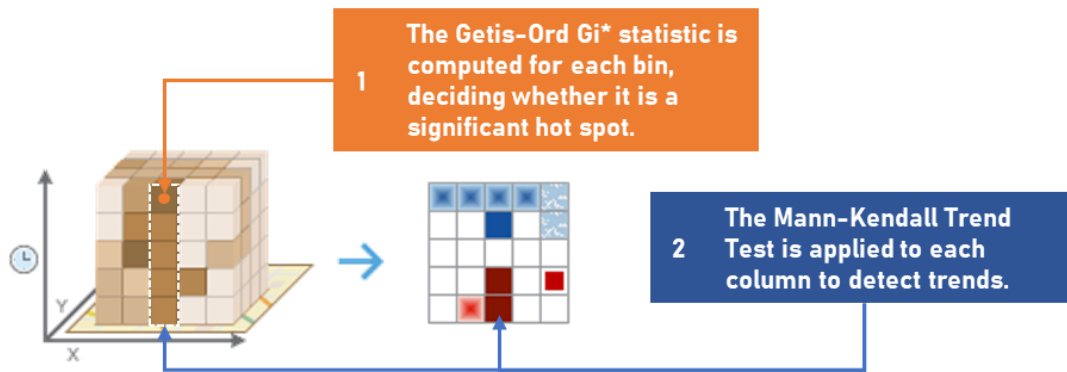 1
The Getis-Ord Gi* statistic is
computed for each bin,
deciding whether it is a
significant hot spot.
2
The Mann-Kendall Trend
Test is applied to each
column to detect trends.
Y
X